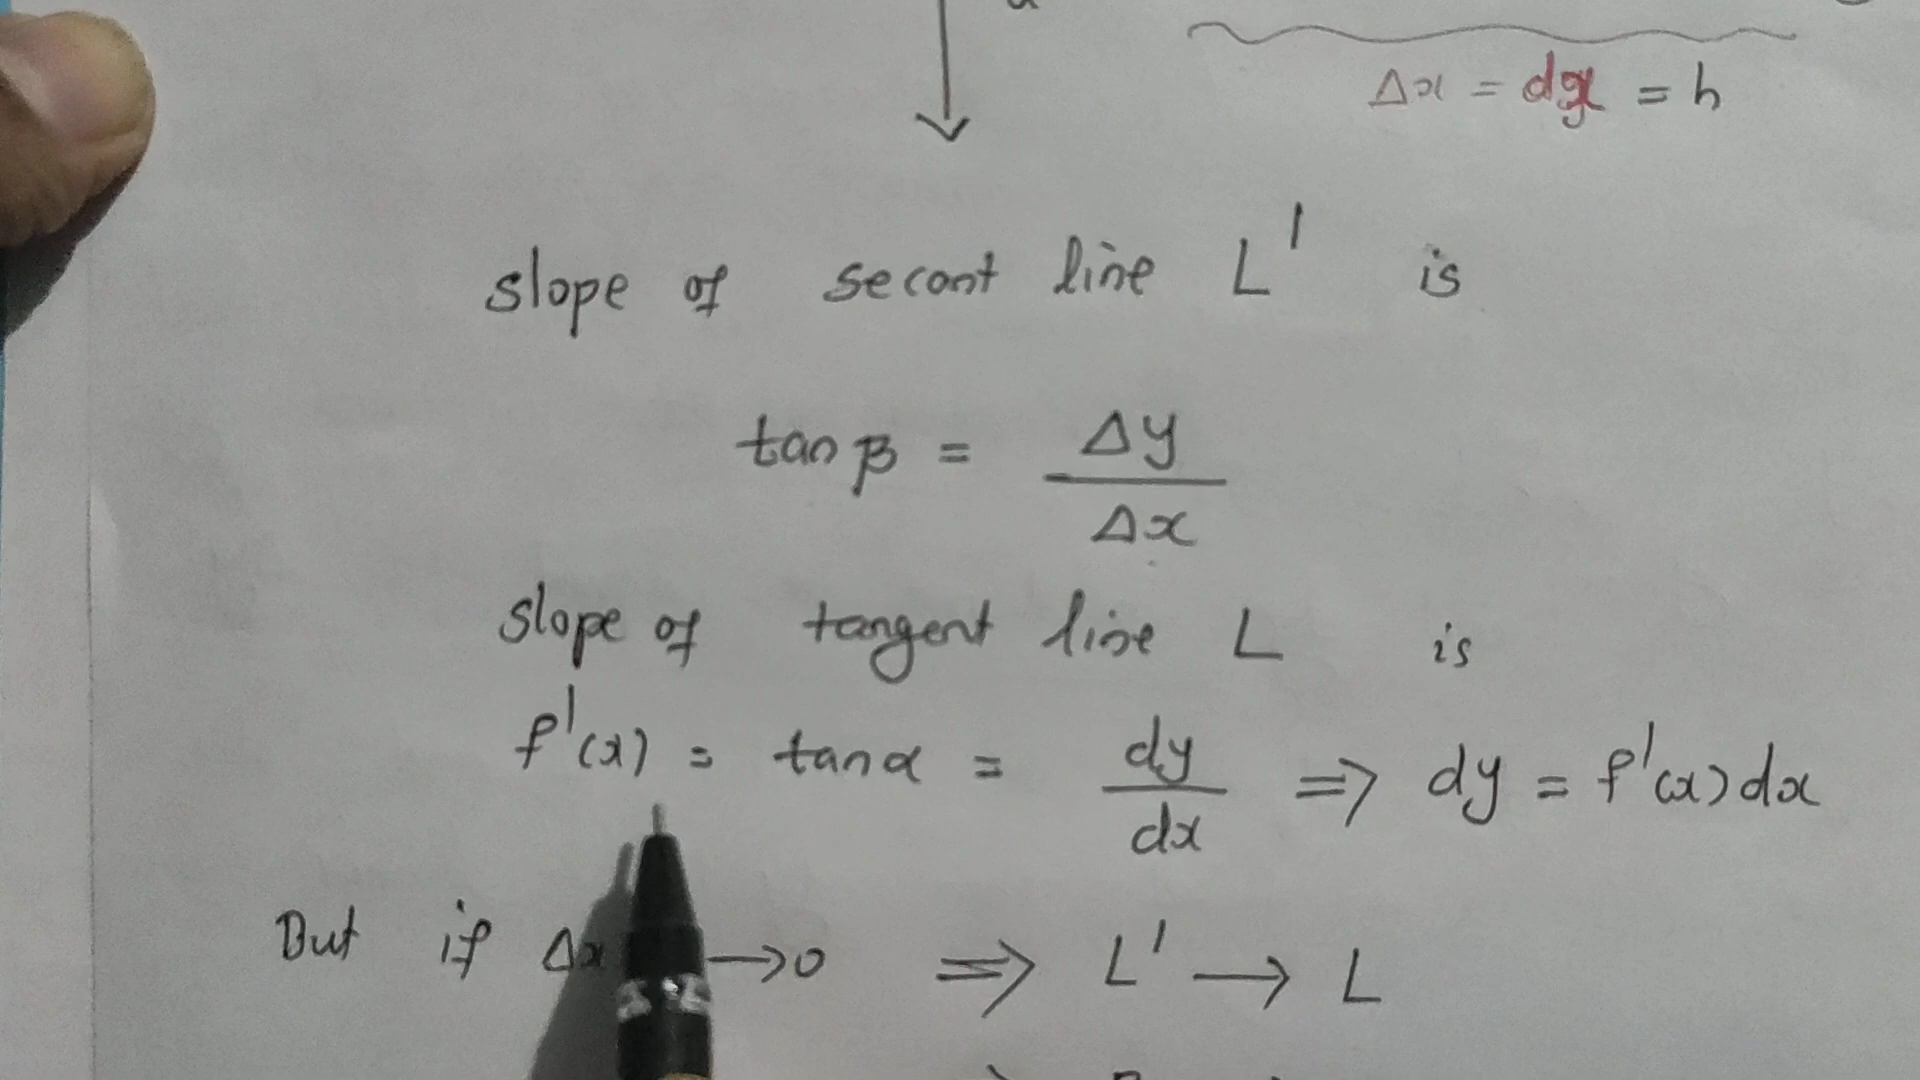 Δx = dx = h
slope of secant line L' is
tan β = Δy / Δx
slope of tangent line L is
f'(x) = tan α = dy / dx ⇒ dy = f'(x) dx
But if Δx → 0 ⇒ L' → L